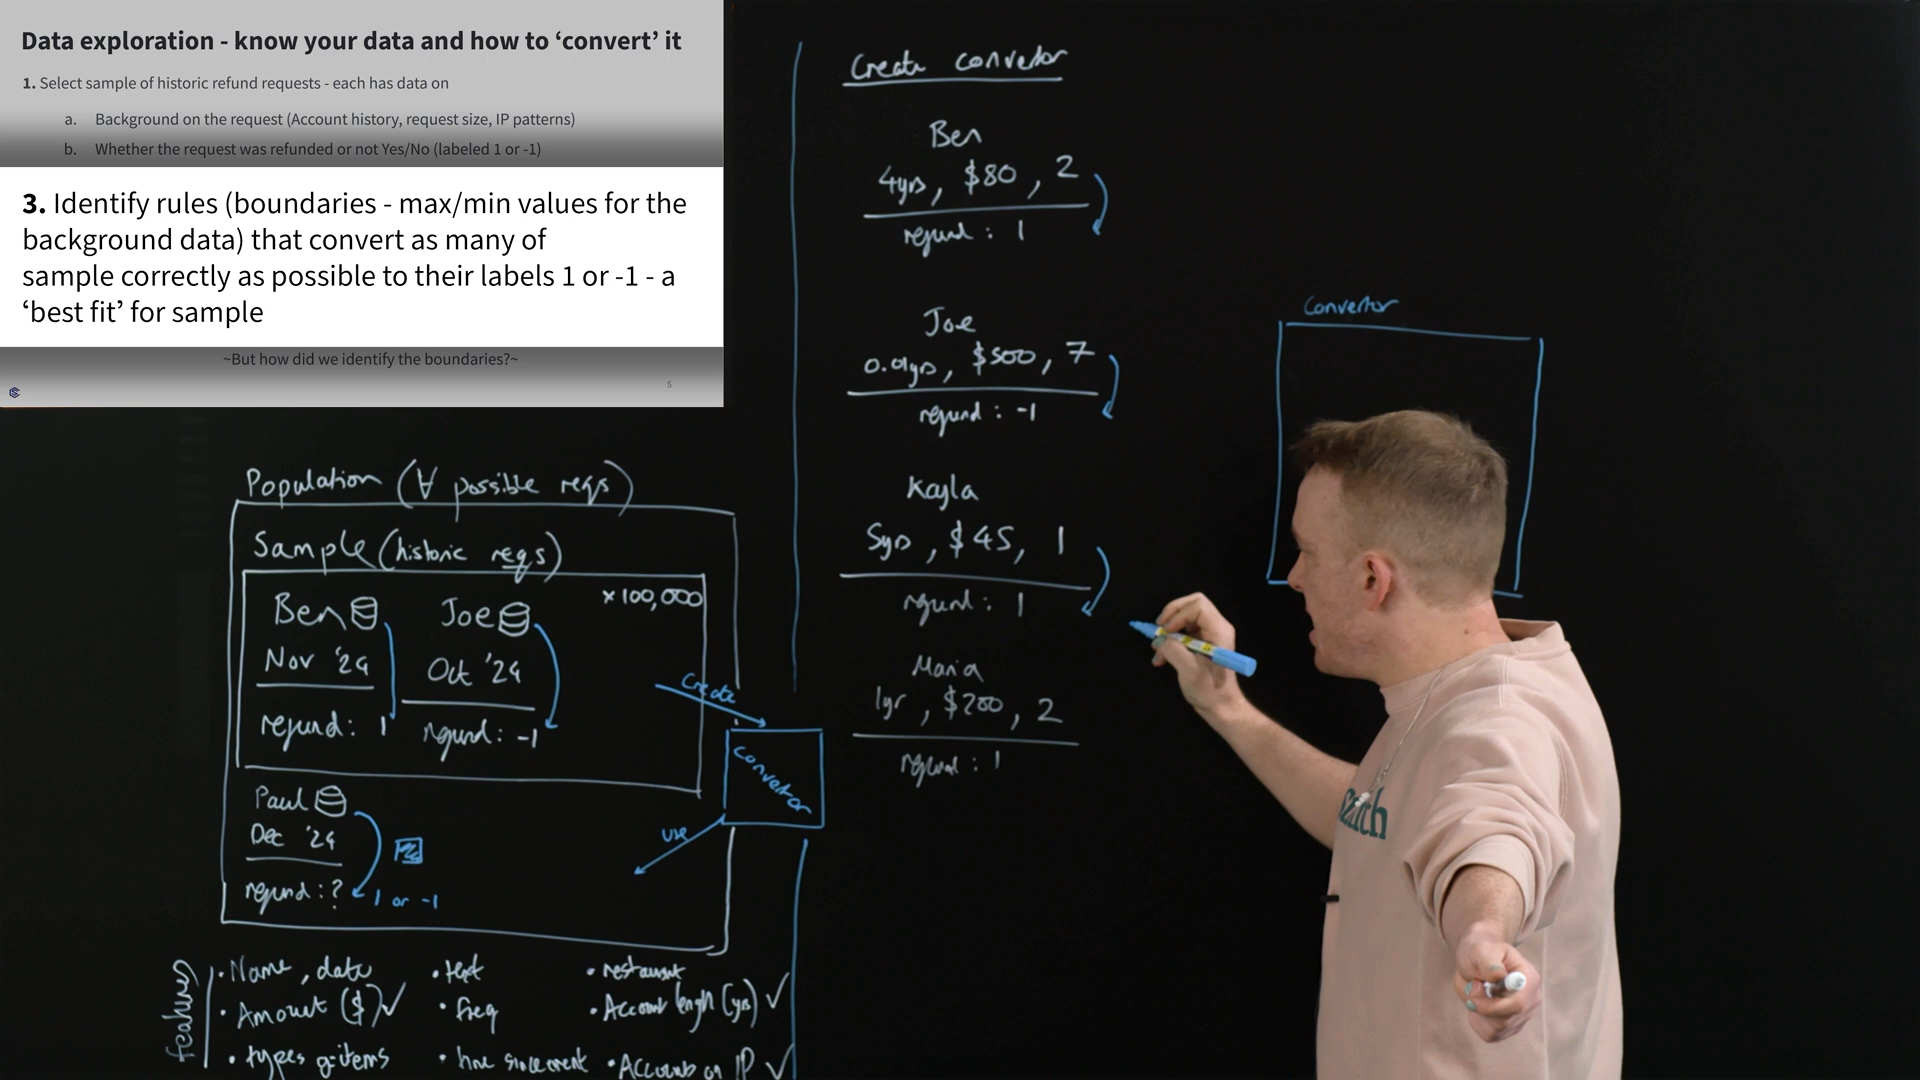 Data exploration - know your data and how to ‘convert’ it
1. Select sample of historic refund requests - each has data on
a. Background on the request (Account history, request size, IP patterns)
b. Whether the request was refunded or not Yes/No (labeled 1 or -1)
3. Identify rules (boundaries - max/min values for the
background data) that convert as many of
sample correctly as possible to their labels 1 or -1 - a
‘best fit’ for sample
~But how did we identify the boundaries?~
5
Population (∀ possible reqs)
Sample (historic reqs)
x100,000
Ben
Nov '24
refund: 1
Joe
Oct '24
refund: -1
Paul
Dec '24
refund: ?
1 or -1
Create
Convertor
use
features
• Name, date
• Amount ($) ✓
• types of items
• text
• freq
• time since event
• restaurant
• Account length (yrs) ✓
• Accounts on IP ✓
Create convertor
Ben
4yrs, $80, 2
refund: 1
Joe
0.01yrs, $500, 7
refund: -1
Kayla
5yrs, $45, 1
refund: 1
Maria
1yr, $200, 2
refund: 1
Convertor